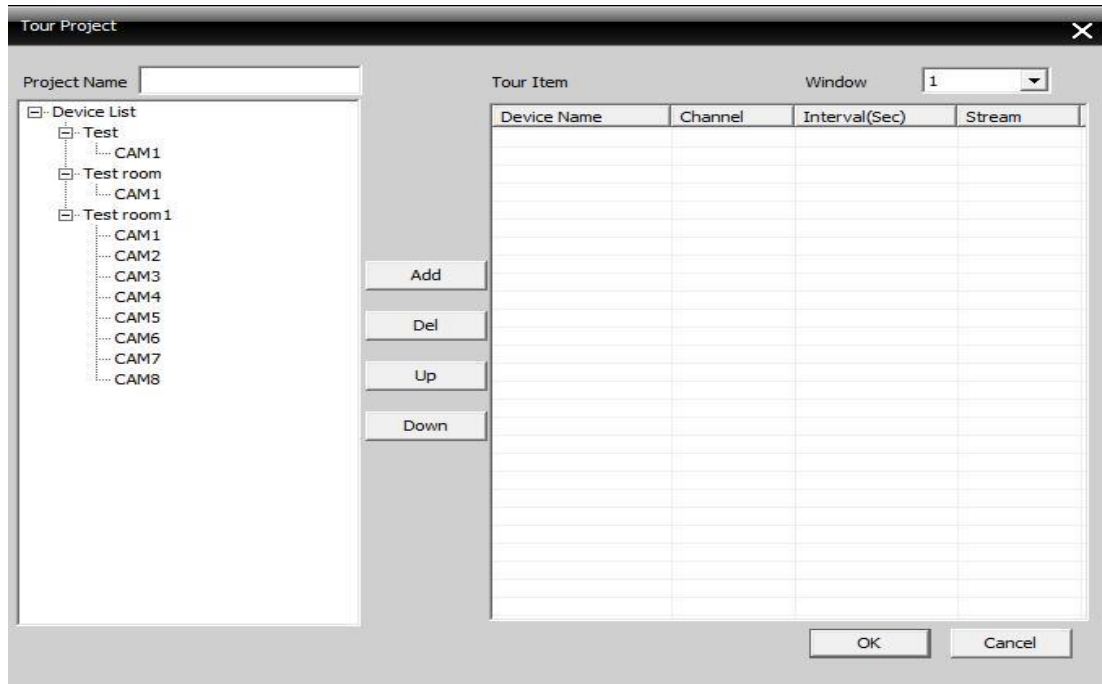 Tour Project
Project Name
Tour Item
Window
1
Device List
Test
CAM1
Test room
CAM1
Test room1
CAM1
CAM2
CAM3
CAM4
CAM5
CAM6
CAM7
CAM8
Add
Del
Up
Down
Device Name Channel Interval(Sec) Stream
OK
Cancel